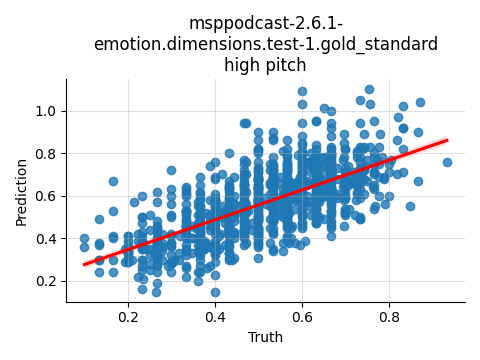 msppodcast-2.6.1-
emotion.dimensions.test-1.gold_standard
high pitch
1.0
0.8
0.6
0.4
0.2
Prediction
0.2 0.4 0.6 0.8
Truth